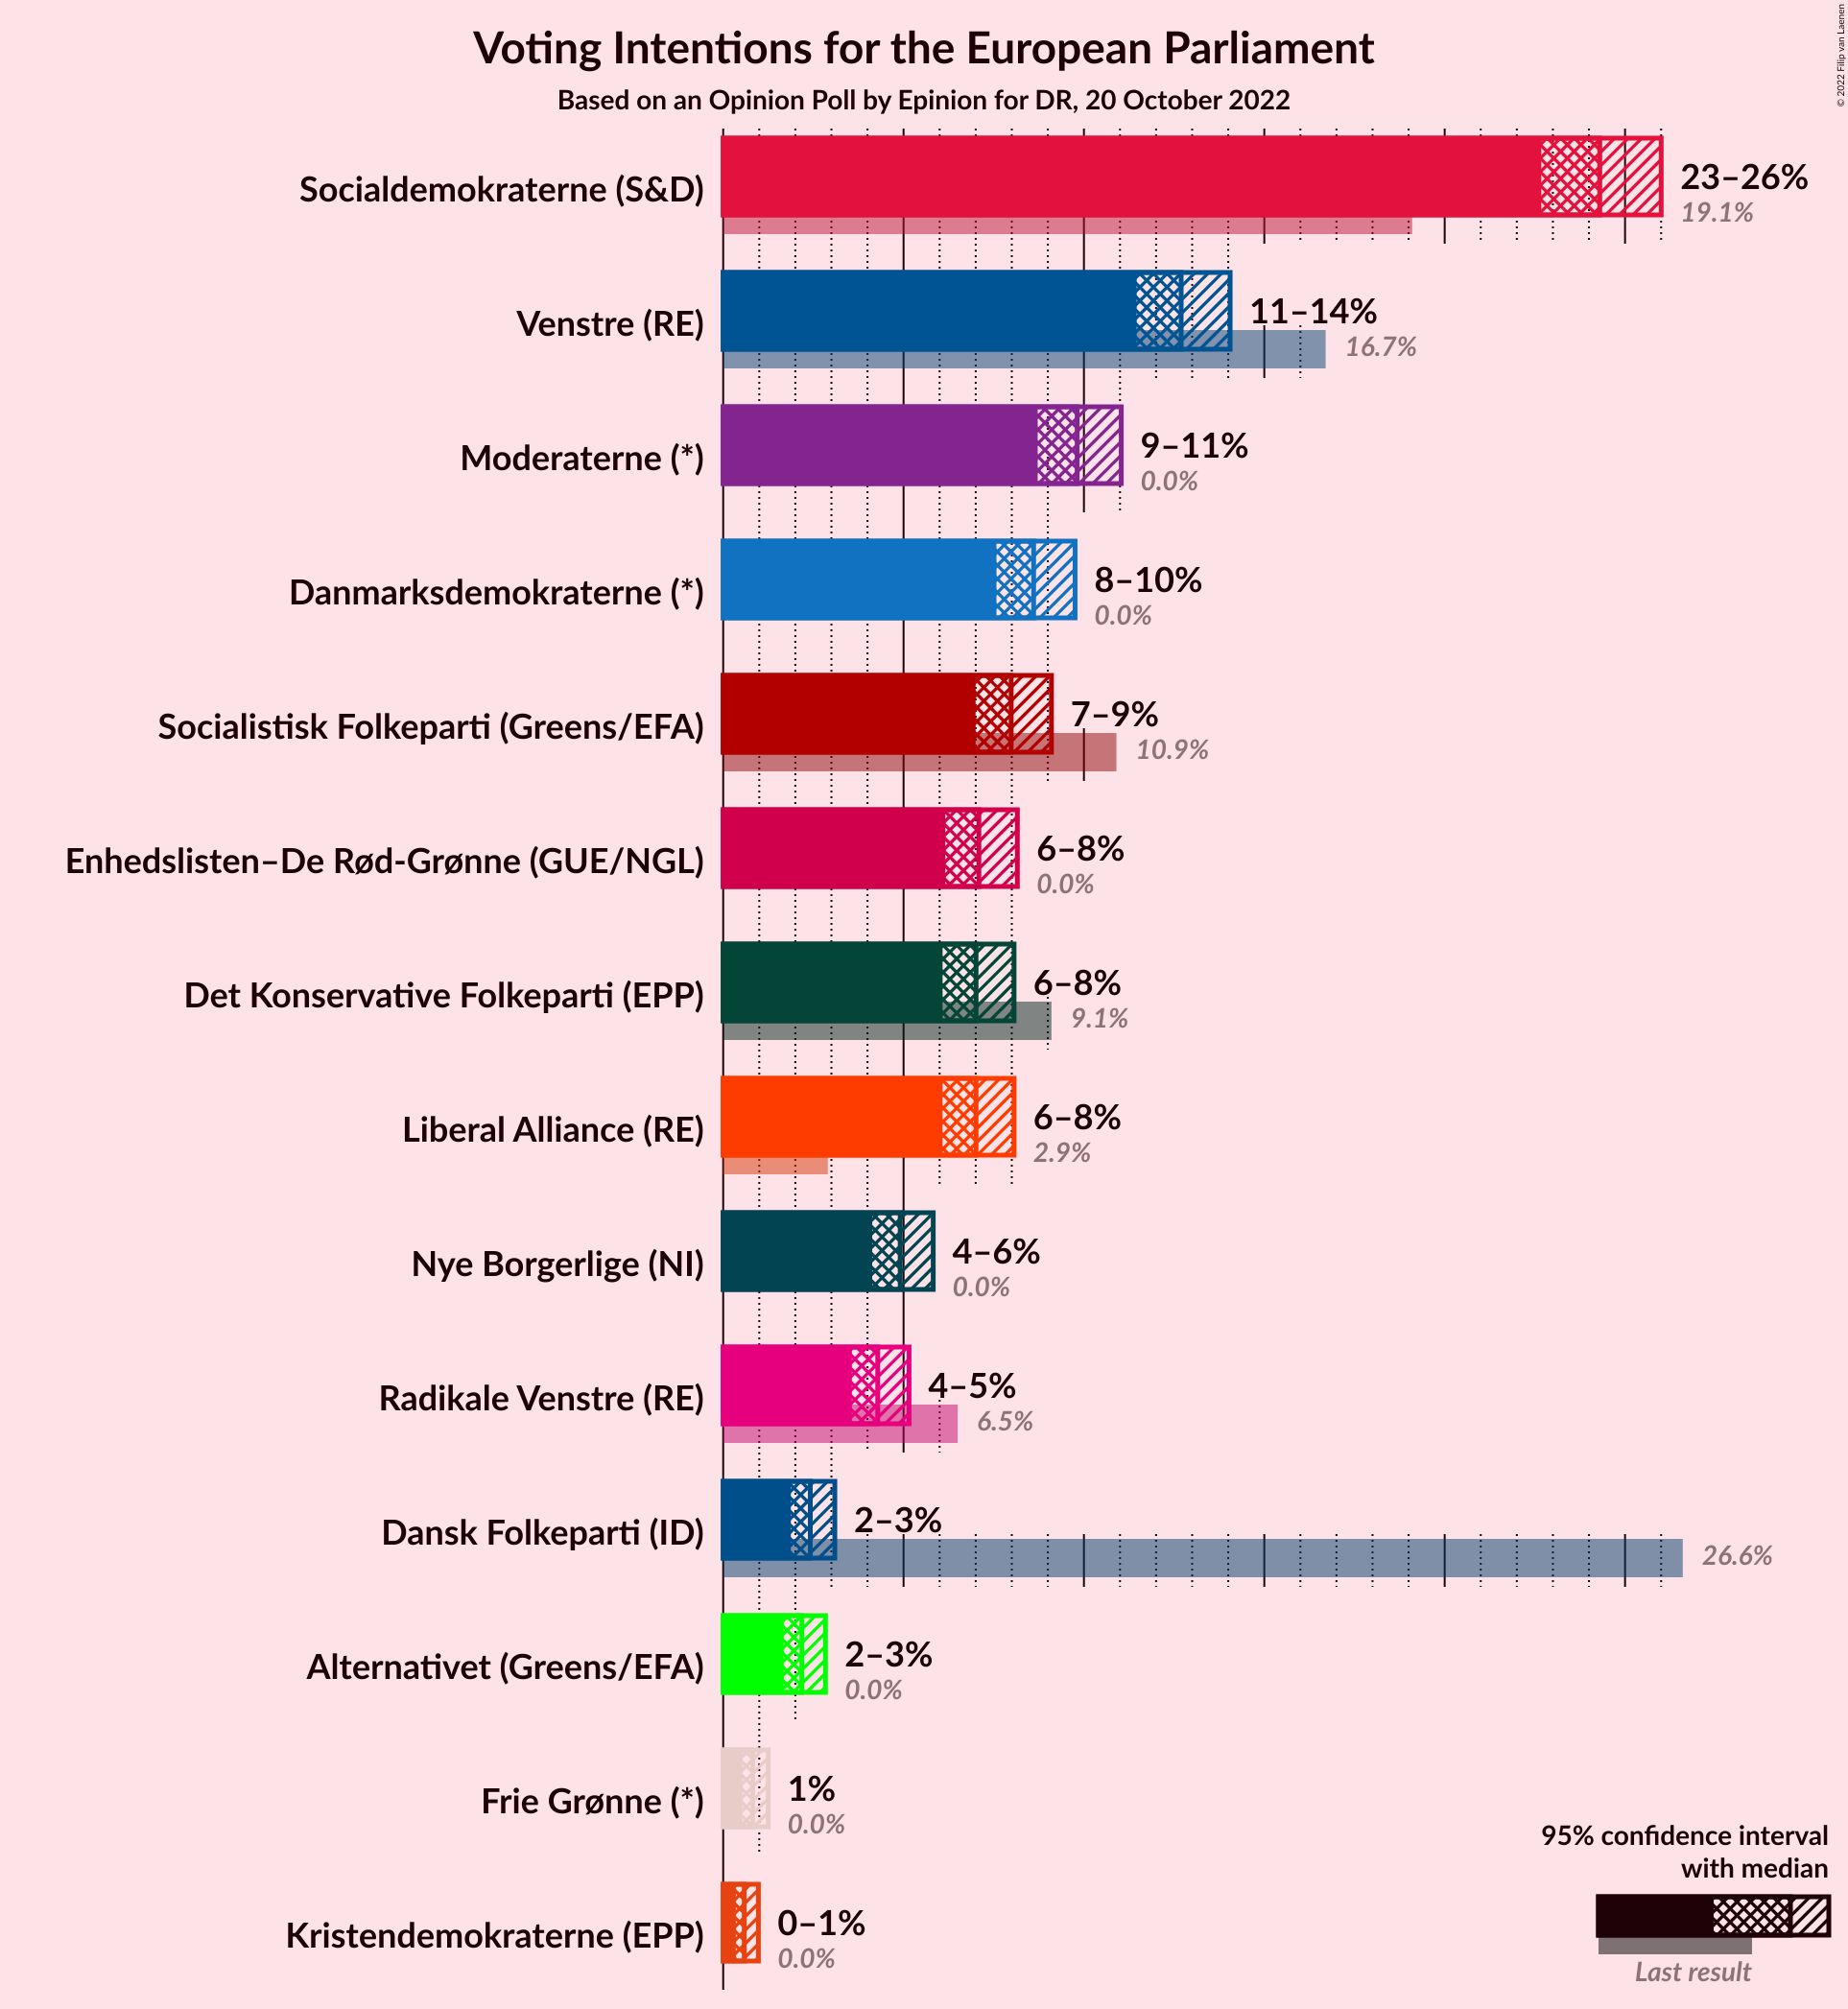 Voting Intentions for the European Parliament
Based on an Opinion Poll by Epinion for DR, 20 October 2022
© 2022 Filip van Laenen
Socialdemokraterne (S&D)
23–26%
19.1%
Venstre (RE)
11–14%
16.7%
Moderaterne (*)
9–11%
0.0%
Danmarksdemokraterne (*)
8–10%
0.0%
Socialistisk Folkeparti (Greens/EFA)
7–9%
10.9%
Enhedslisten–De Rød-Grønne (GUE/NGL)
6–8%
0.0%
Det Konservative Folkeparti (EPP)
6–8%
9.1%
Liberal Alliance (RE)
6–8%
2.9%
Nye Borgerlige (NI)
4–6%
0.0%
Radikale Venstre (RE)
4–5%
6.5%
Dansk Folkeparti (ID)
2–3%
26.6%
Alternativet (Greens/EFA)
2–3%
0.0%
Frie Grønne (*)
1%
0.0%
Kristendemokraterne (EPP)
0–1%
0.0%
95% confidence interval
with median
Last result